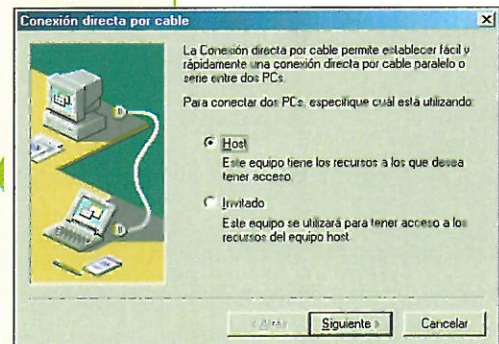 Conexión directa por cable
La Conexión directa por cable permite establecer fácil y
rápidamente una conexión directa por cable paralelo o
serie entre dos PCs.
Para conectar dos PCs, especifique cuál está utilizando:
Host
Este equipo tiene los recursos a los que desea
tener acceso.
Invitado
Este equipo se utilizará para tener acceso a los
recursos del equipo host.
< Atrás
Siguiente >
Cancelar